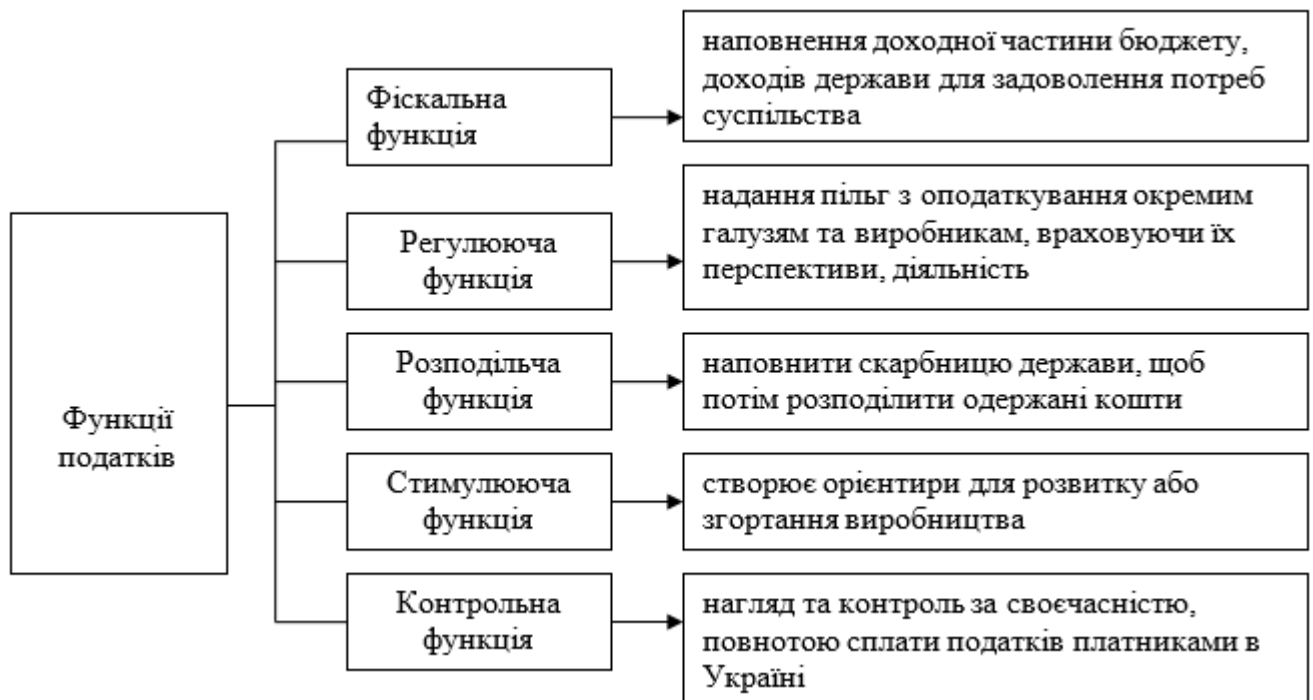 Функції
податків
Фіскальна
функція
наповнення доходної частини бюджету,
доходів держави для задоволення потреб
суспільства
Регулююча
функція
надання пільг з оподаткування окремим
галузям та виробникам, враховуючи їх
перспективи, діяльність
Розподільча
функція
наповнити скарбницю держави, щоб
потім розподілити одержані кошти
Стимулююча
функція
створює орієнтири для розвитку або
згортання виробництва
Контрольна
функція
нагляд та контроль за своєчасністю,
повнотою сплати податків платниками в
Україні